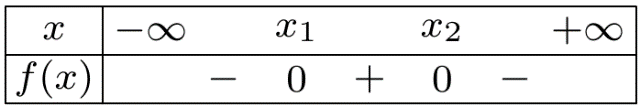 x −∞ x₁ x₂ +∞
f(x) − 0 + 0 −